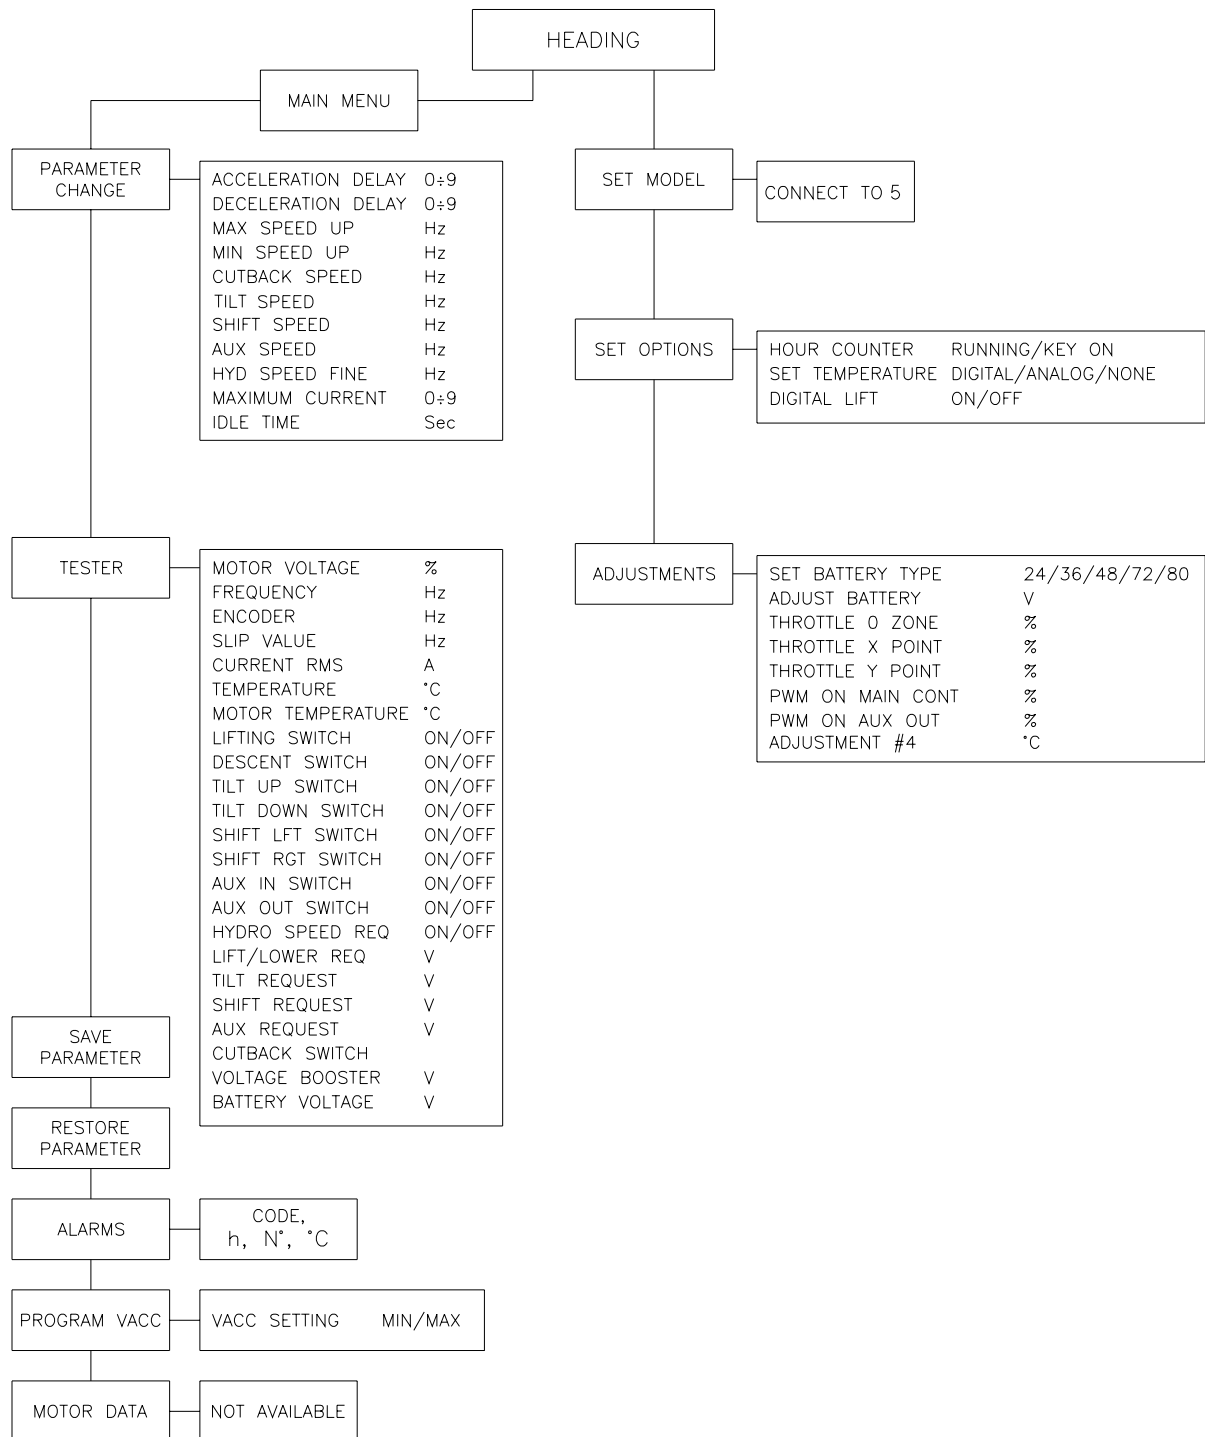 HEADING
MAIN MENU
PARAMETER
CHANGE
ACCELERATION DELAY 0÷9
DECELERATION DELAY 0÷9
MAX SPEED UP Hz
MIN SPEED UP Hz
CUTBACK SPEED Hz
TILT SPEED Hz
SHIFT SPEED Hz
AUX SPEED Hz
HYD SPEED FINE Hz
MAXIMUM CURRENT 0÷9
IDLE TIME Sec
TESTER
MOTOR VOLTAGE %
FREQUENCY Hz
ENCODER Hz
SLIP VALUE Hz
CURRENT RMS A
TEMPERATURE °C
MOTOR TEMPERATURE °C
LIFTING SWITCH ON/OFF
DESCENT SWITCH ON/OFF
TILT UP SWITCH ON/OFF
TILT DOWN SWITCH ON/OFF
SHIFT LFT SWITCH ON/OFF
SHIFT RGT SWITCH ON/OFF
AUX IN SWITCH ON/OFF
AUX OUT SWITCH ON/OFF
HYDRO SPEED REQ ON/OFF
LIFT/LOWER REQ V
TILT REQUEST V
SHIFT REQUEST V
AUX REQUEST V
CUTBACK SWITCH
VOLTAGE BOOSTER V
BATTERY VOLTAGE V
SAVE
PARAMETER
RESTORE
PARAMETER
ALARMS
CODE,
h, N°, °C
PROGRAM VACC
VACC SETTING MIN/MAX
MOTOR DATA
NOT AVAILABLE
SET MODEL
CONNECT TO 5
SET OPTIONS
HOUR COUNTER RUNNING/KEY ON
SET TEMPERATURE DIGITAL/ANALOG/NONE
DIGITAL LIFT ON/OFF
ADJUSTMENTS
SET BATTERY TYPE 24/36/48/72/80
ADJUST BATTERY V
THROTTLE 0 ZONE %
THROTTLE X POINT %
THROTTLE Y POINT %
PWM ON MAIN CONT %
PWM ON AUX OUT %
ADJUSTMENT #4 °C